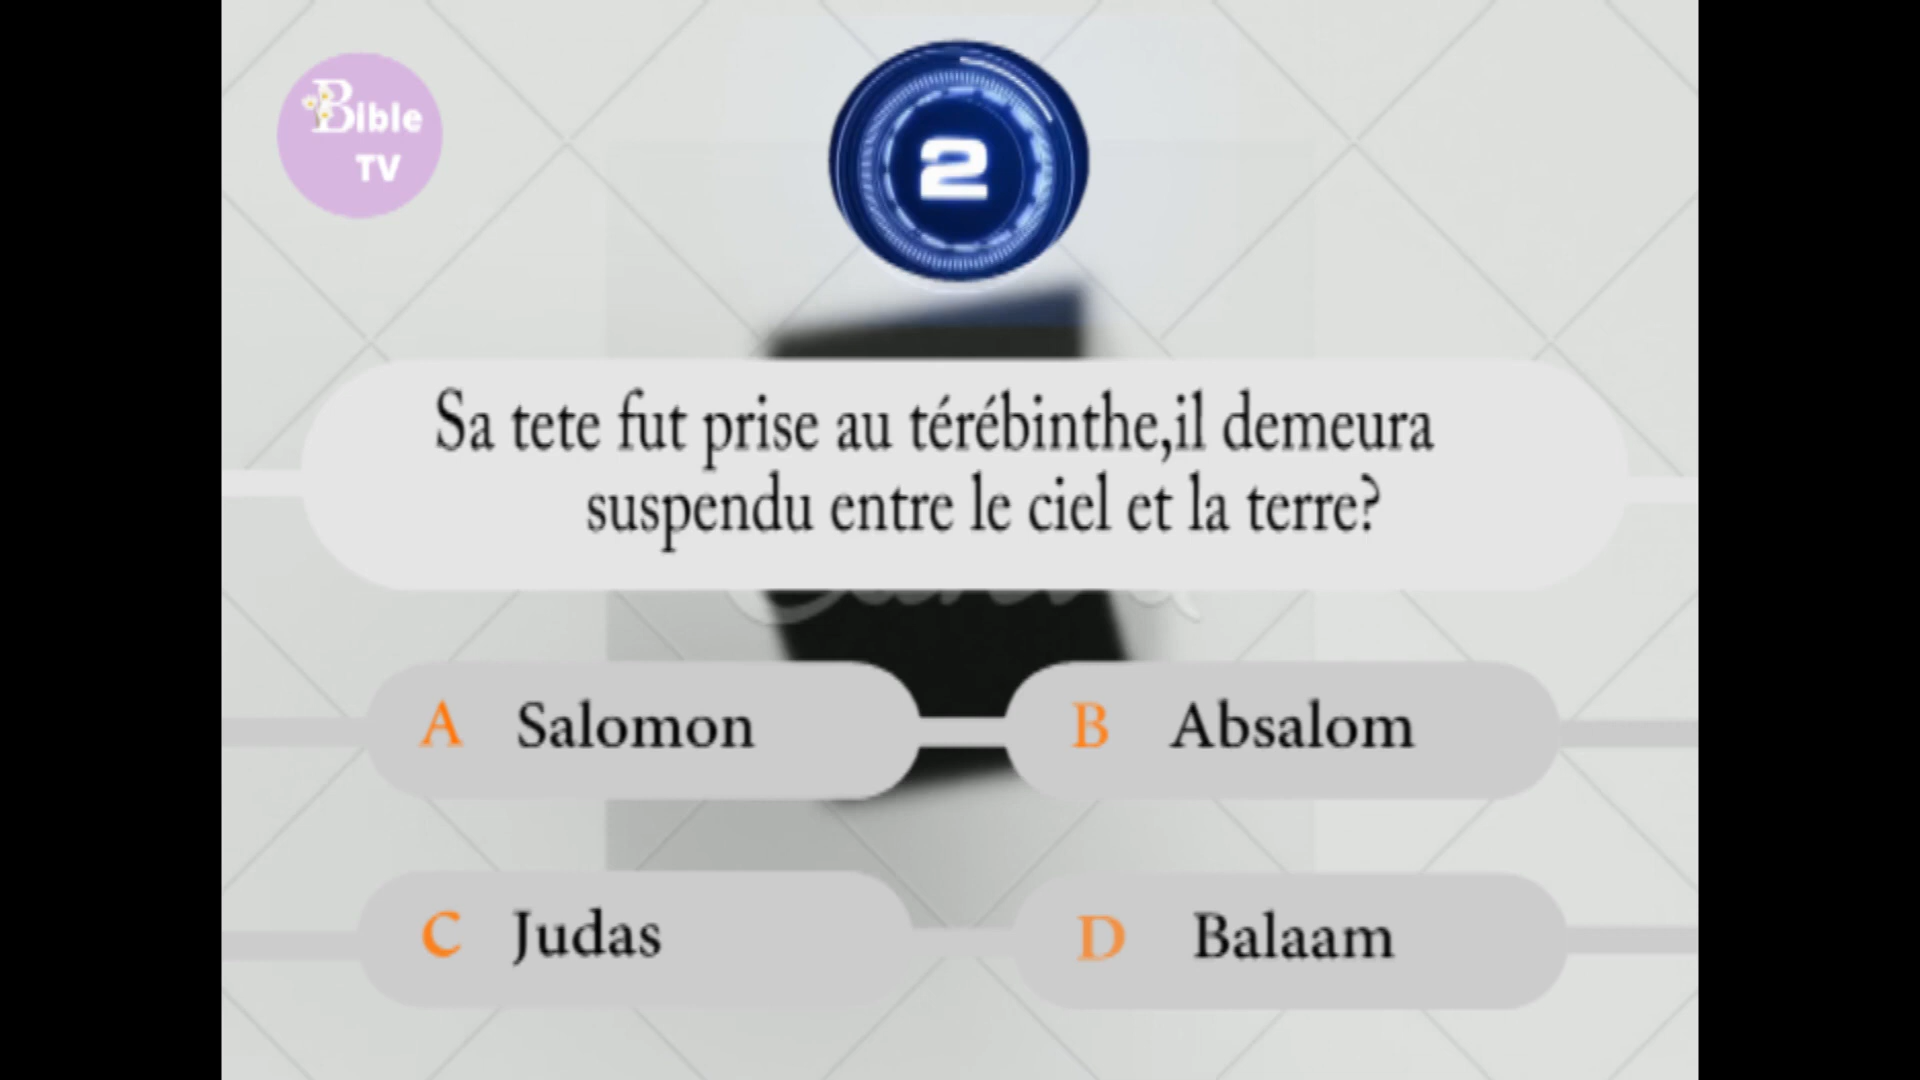 Bible
TV
2
Sa tete fut prise au térébinthe,il demeura
suspendu entre le ciel et la terre?
A Salomon
B Absalom
C Judas
D Balaam